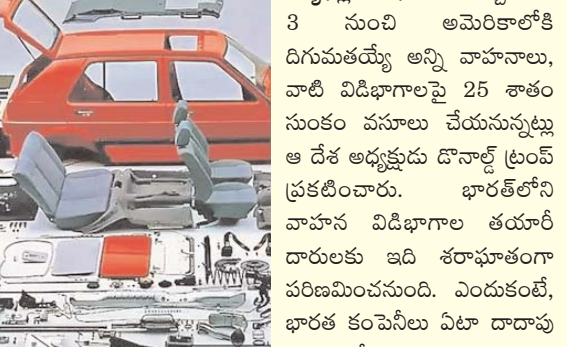 3 నుంచి అమెరికాలోకి
దిగుమతయ్యే అన్ని వాహనాలు,
వాటి విడిభాగాలపై 25 శాతం
సుంకం వసూలు చేయనున్నట్లు
ఆ దేశ అధ్యక్షుడు డొనాల్డ్ ట్రంప్
ప్రకటించారు. భారత్‌లోని
వాహన విడిభాగాల తయారీ
దారులకు ఇది శరాఘాతంగా
పరిణమించనుంది. ఎందుకంటే,
భారత కంపెనీలు ఏటా దాదాపు